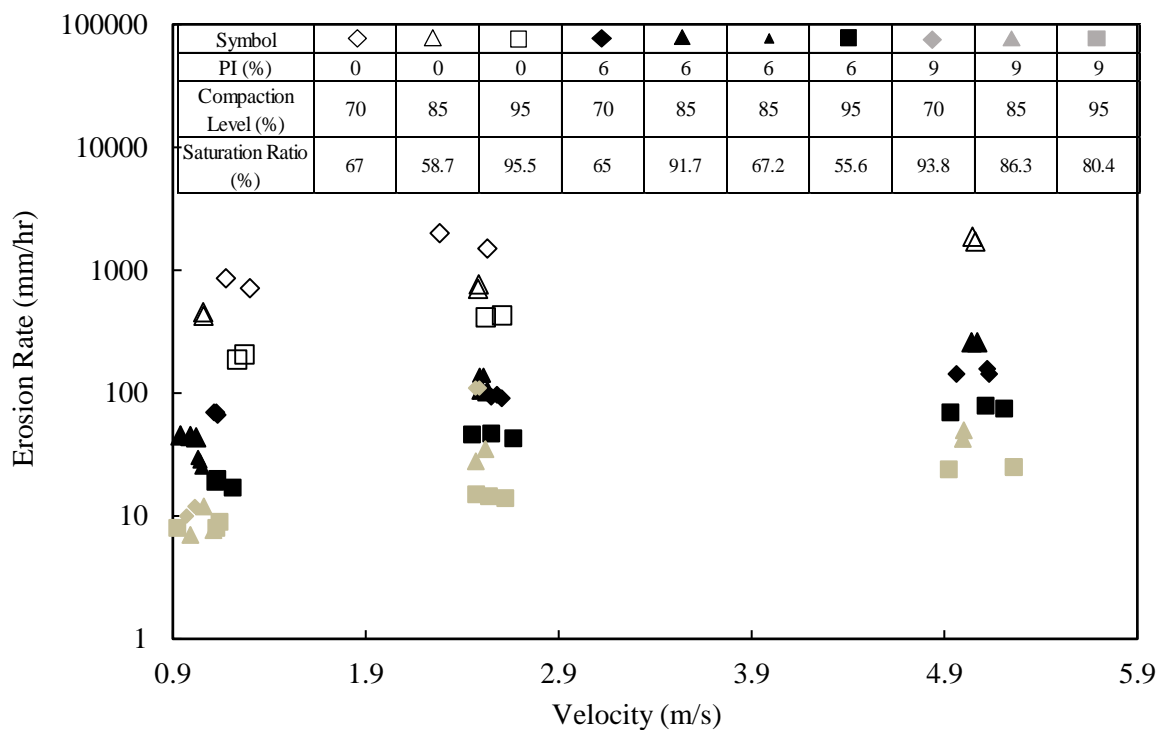 100000
Symbol
PI (%) 0 0 0 6 6 6 6 9 9 9
Compaction
Level (%) 70 85 95 70 85 85 95 70 85 95
Saturation Ratio
(%) 67 58.7 95.5 65 91.7 67.2 55.6 93.8 86.3 80.4
10000
1000
100
10
1
Erosion Rate (mm/hr)
0.9 1.9 2.9 3.9 4.9 5.9
Velocity (m/s)